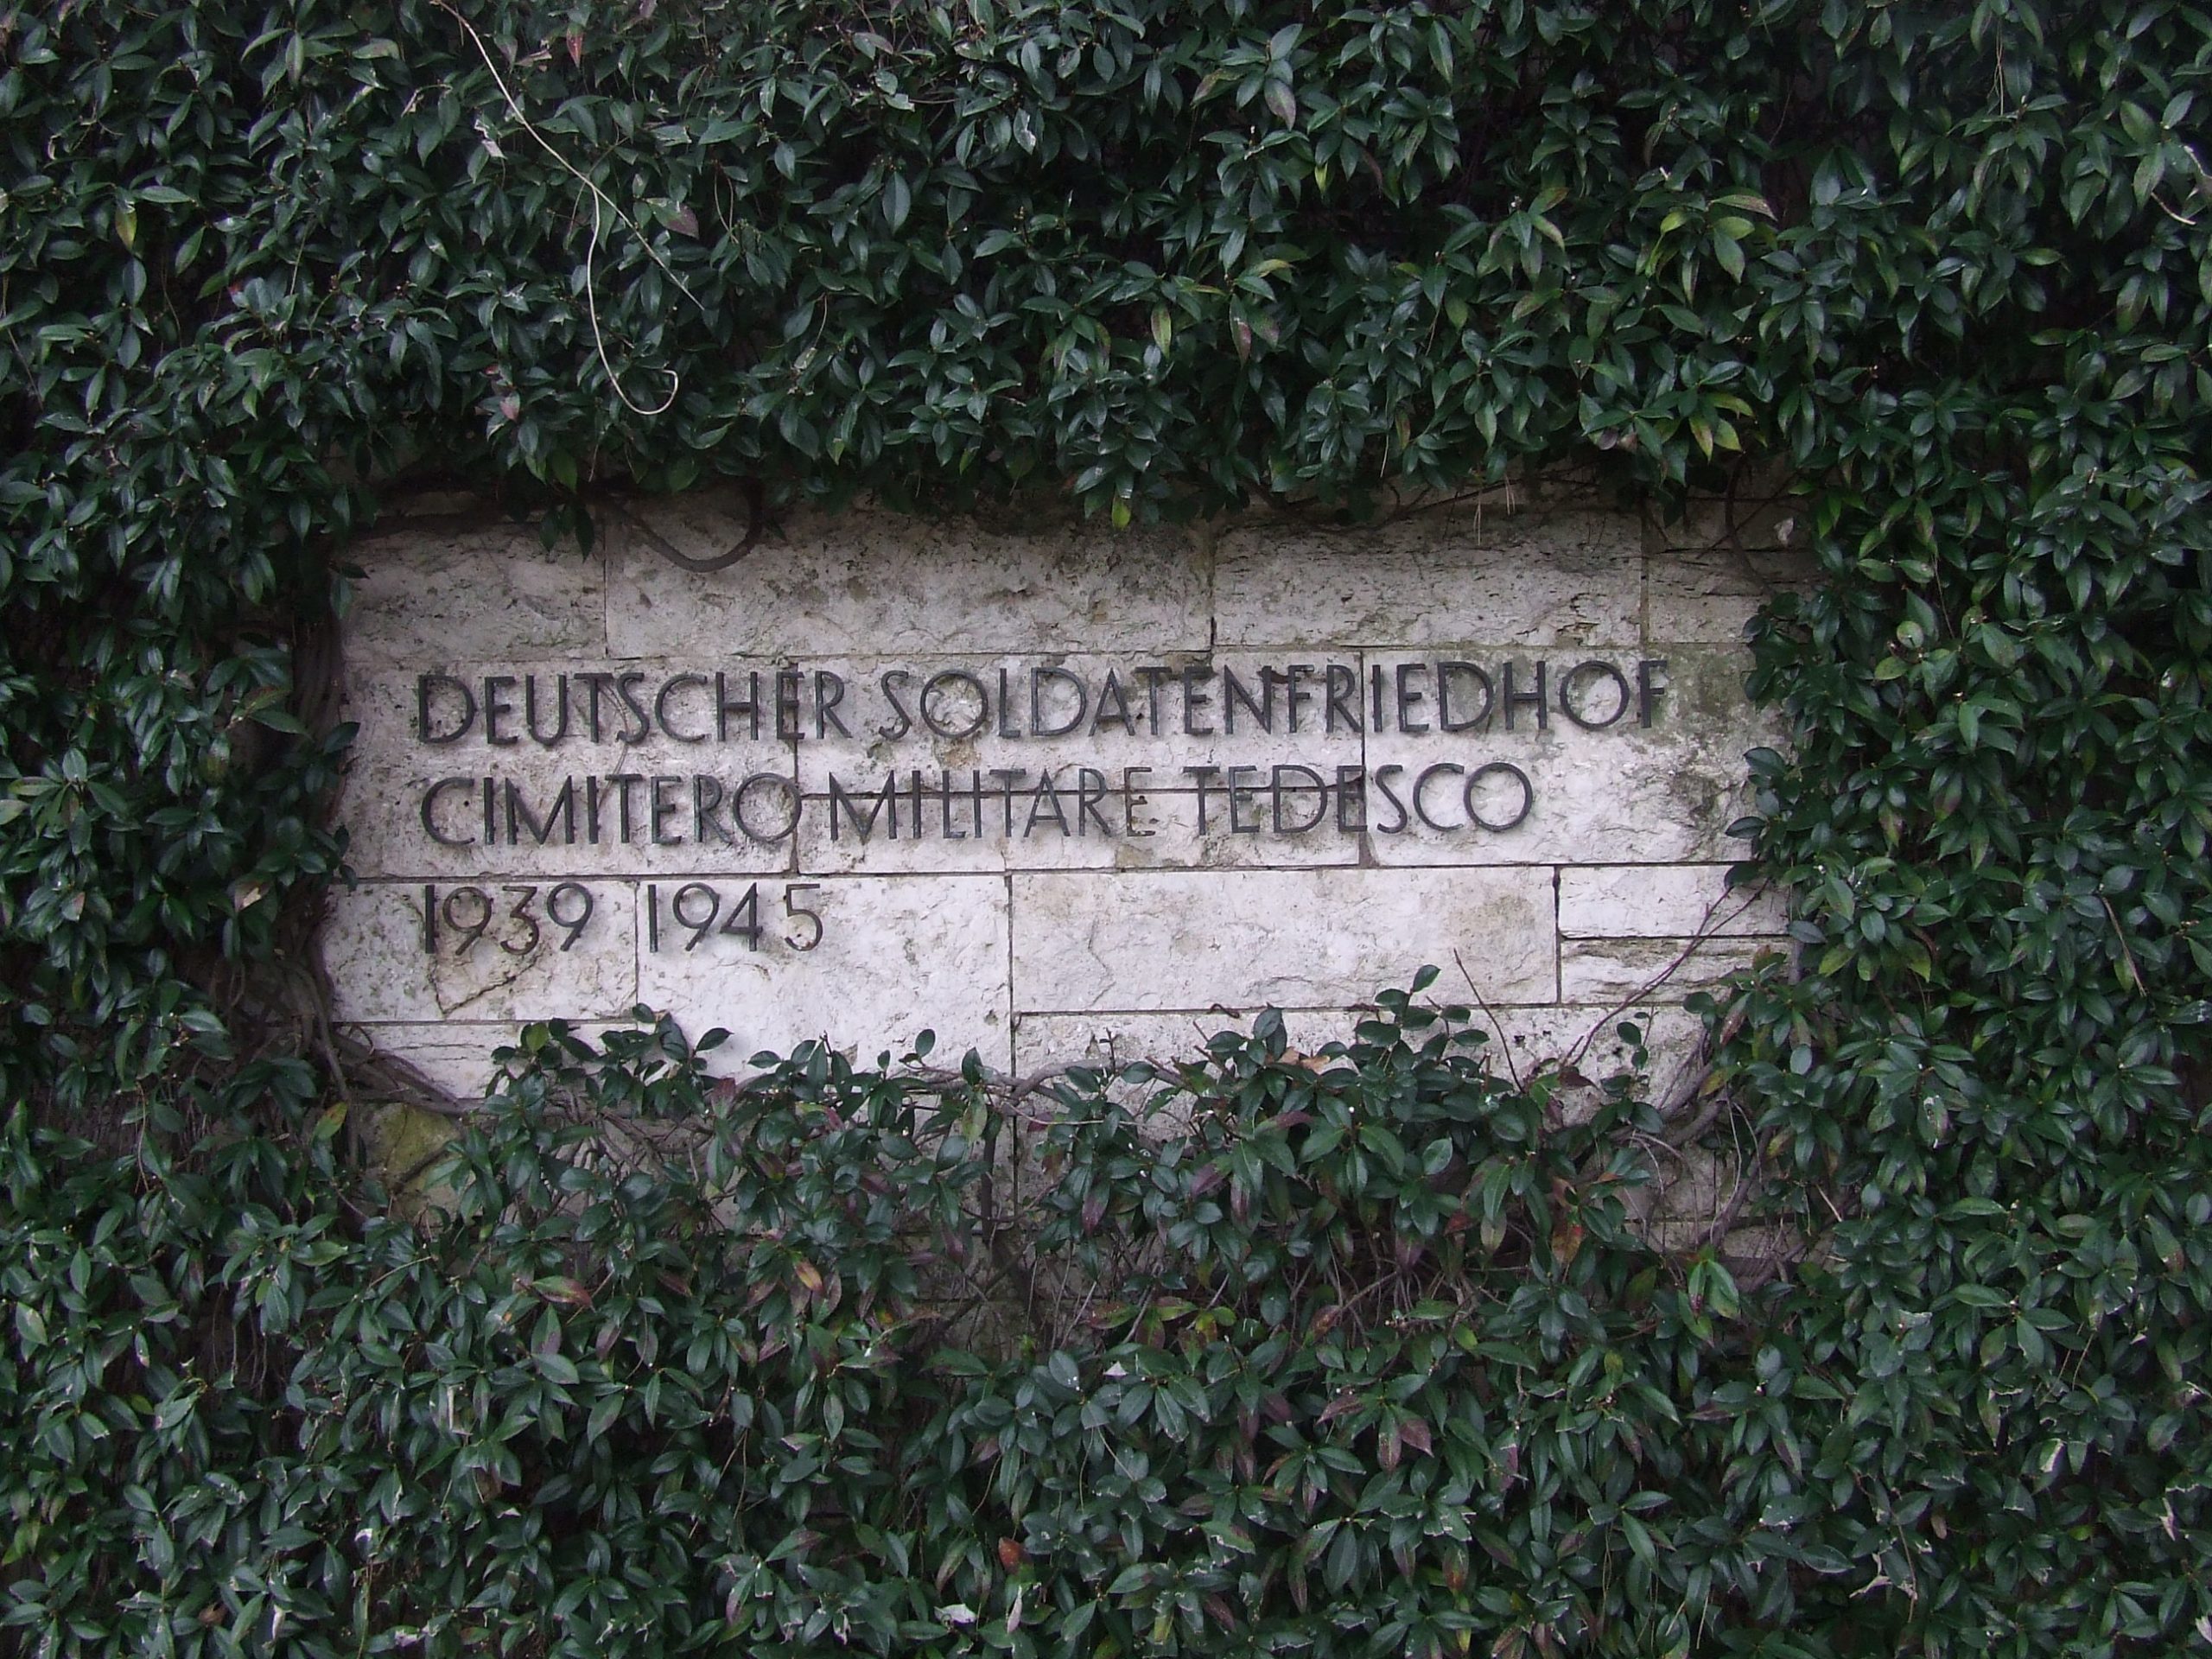 DEUTSCHER SOLDATENFRIEDHOF
CIMITERO MILITARE TEDESCO
1939 1945